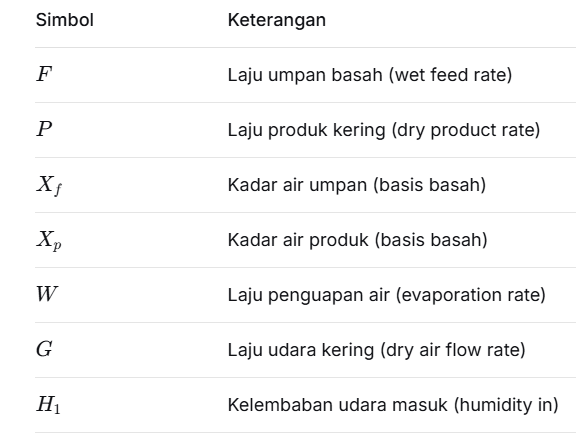 Simbol Keterangan
F Laju umpan basah (wet feed rate)
P Laju produk kering (dry product rate)
X_f Kadar air umpan (basis basah)
X_p Kadar air produk (basis basah)
W Laju penguapan air (evaporation rate)
G Laju udara kering (dry air flow rate)
H_1 Kelembaban udara masuk (humidity in)